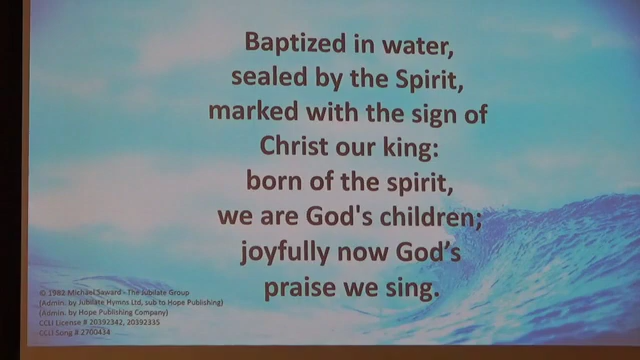 Baptized in water,
sealed by the Spirit,
marked with the sign of
Christ our king:
born of the spirit,
we are God's children;
joyfully now God’s
praise we sing.
© 1982 Michael Saward - The Jubilate Group
(Admin. by Jubilate Hymns Ltd, sub to Hope Publishing)
(Admin. by Hope Publishing Company)
CCLI License # 20392342, 20392335
CCLI Song # 2700434